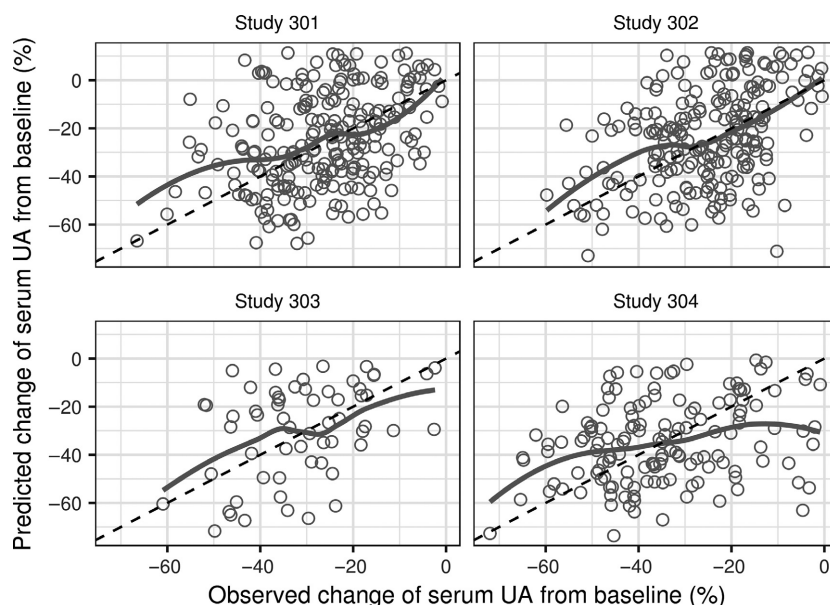 Study 301
Study 302
0
−20
−40
−60
Study 303
Study 304
0
−20
−40
−60
−60
−40
−20
0
−60
−40
−20
0
Predicted change of serum UA from baseline (%)
Observed change of serum UA from baseline (%)